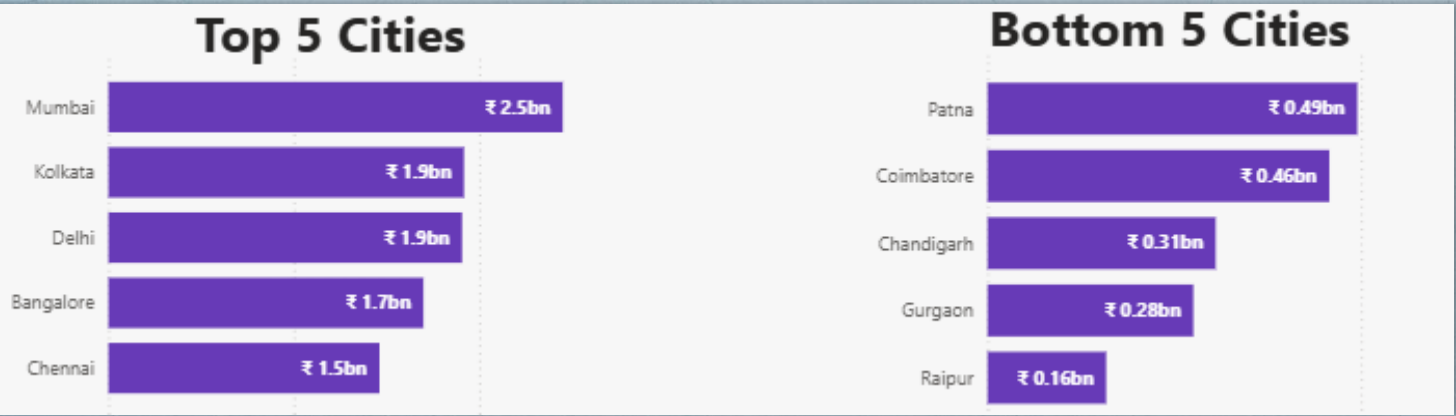 Top 5 Cities
Mumbai ₹ 2.5bn
Kolkata ₹ 1.9bn
Delhi ₹ 1.9bn
Bangalore ₹ 1.7bn
Chennai ₹ 1.5bn
Bottom 5 Cities
Patna ₹ 0.49bn
Coimbatore ₹ 0.46bn
Chandigarh ₹ 0.31bn
Gurgaon ₹ 0.28bn
Raipur ₹ 0.16bn